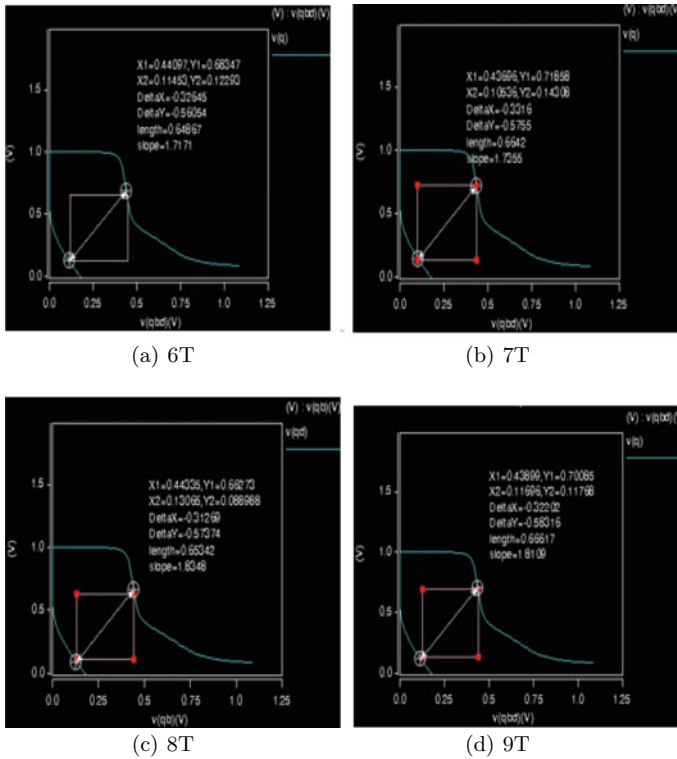 (V) : v(qbd)(V)
v(q)
X1=0.44097,Y1=0.68347
X2=0.11453,Y2=0.12293
DeltaX=-0.32645
DeltaY=-0.56054
length=0.64867
slope=1.7171
1.5
1.0
0.5
0.0
(V)
0.0 0.25 0.5 0.75 1.0 1.25
v(qbd)(V)
(a) 6T
(V) : v(qbd)(V)
v(q)
X1=0.43696,Y1=0.71858
X2=0.10536,Y2=0.14308
DeltaX=-0.3316
DeltaY=-0.5755
length=0.6642
slope=1.7355
1.5
1.0
0.5
0.0
(V)
0.0 0.25 0.5 0.75 1.0 1.25
v(qbd)(V)
(b) 7T
(V) : v(qb)(V)
v(qd)
X1=0.44335,Y1=0.66273
X2=0.13066,Y2=0.088988
DeltaX=-0.31269
DeltaY=-0.57374
length=0.65342
slope=1.8348
1.5
1.0
0.5
0.0
(V)
0.0 0.25 0.5 0.75 1.0 1.25
v(qb)(V)
(c) 8T
(V) : v(qbd)(V)
v(q)
X1=0.43899,Y1=0.70085
X2=0.11696,Y2=0.11768
DeltaX=-0.32202
DeltaY=-0.58316
length=0.66617
slope=1.8109
1.5
1.0
0.5
0.0
(V)
0.0 0.25 0.5 0.75 1.0 1.25
v(qbd)(V)
(d) 9T